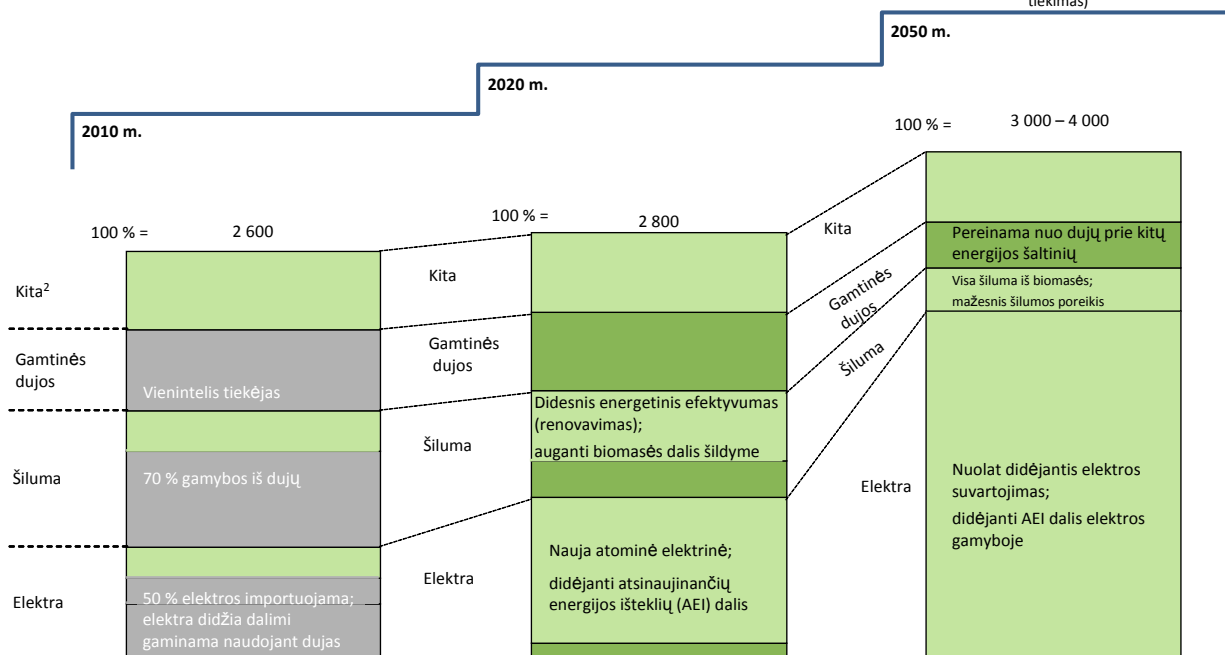 tiekimas)
2050 m.
2020 m.
2010 m.
100 % =
3 000 – 4 000
100 % =
2 800
100 % =
2 600
Kita²
Gamtinės
dujos
Šiluma
Elektra
Vienintelis tiekėjas
70 % gamybos iš dujų
50 % elektros importuojama;
elektra didžia dalimi
gaminama naudojant dujas
Kita
Gamtinės
dujos
Šiluma
Elektra
Didesnis energetinis efektyvumas
(renovavimas);
auganti biomasės dalis šildyme
Nauja atominė elektrinė;
didėjanti atsinaujinančių
energijos išteklių (AEI) dalis
Kita
Gamtinės
dujos
Šiluma
Elektra
Pereinama nuo dujų prie kitų
energijos šaltinių
Visa šiluma iš biomasės;
mažesnis šilumos poreikis
Nuolat didėjantis elektros
suvartojimas;
didėjanti AEI dalis elektros
gamyboje